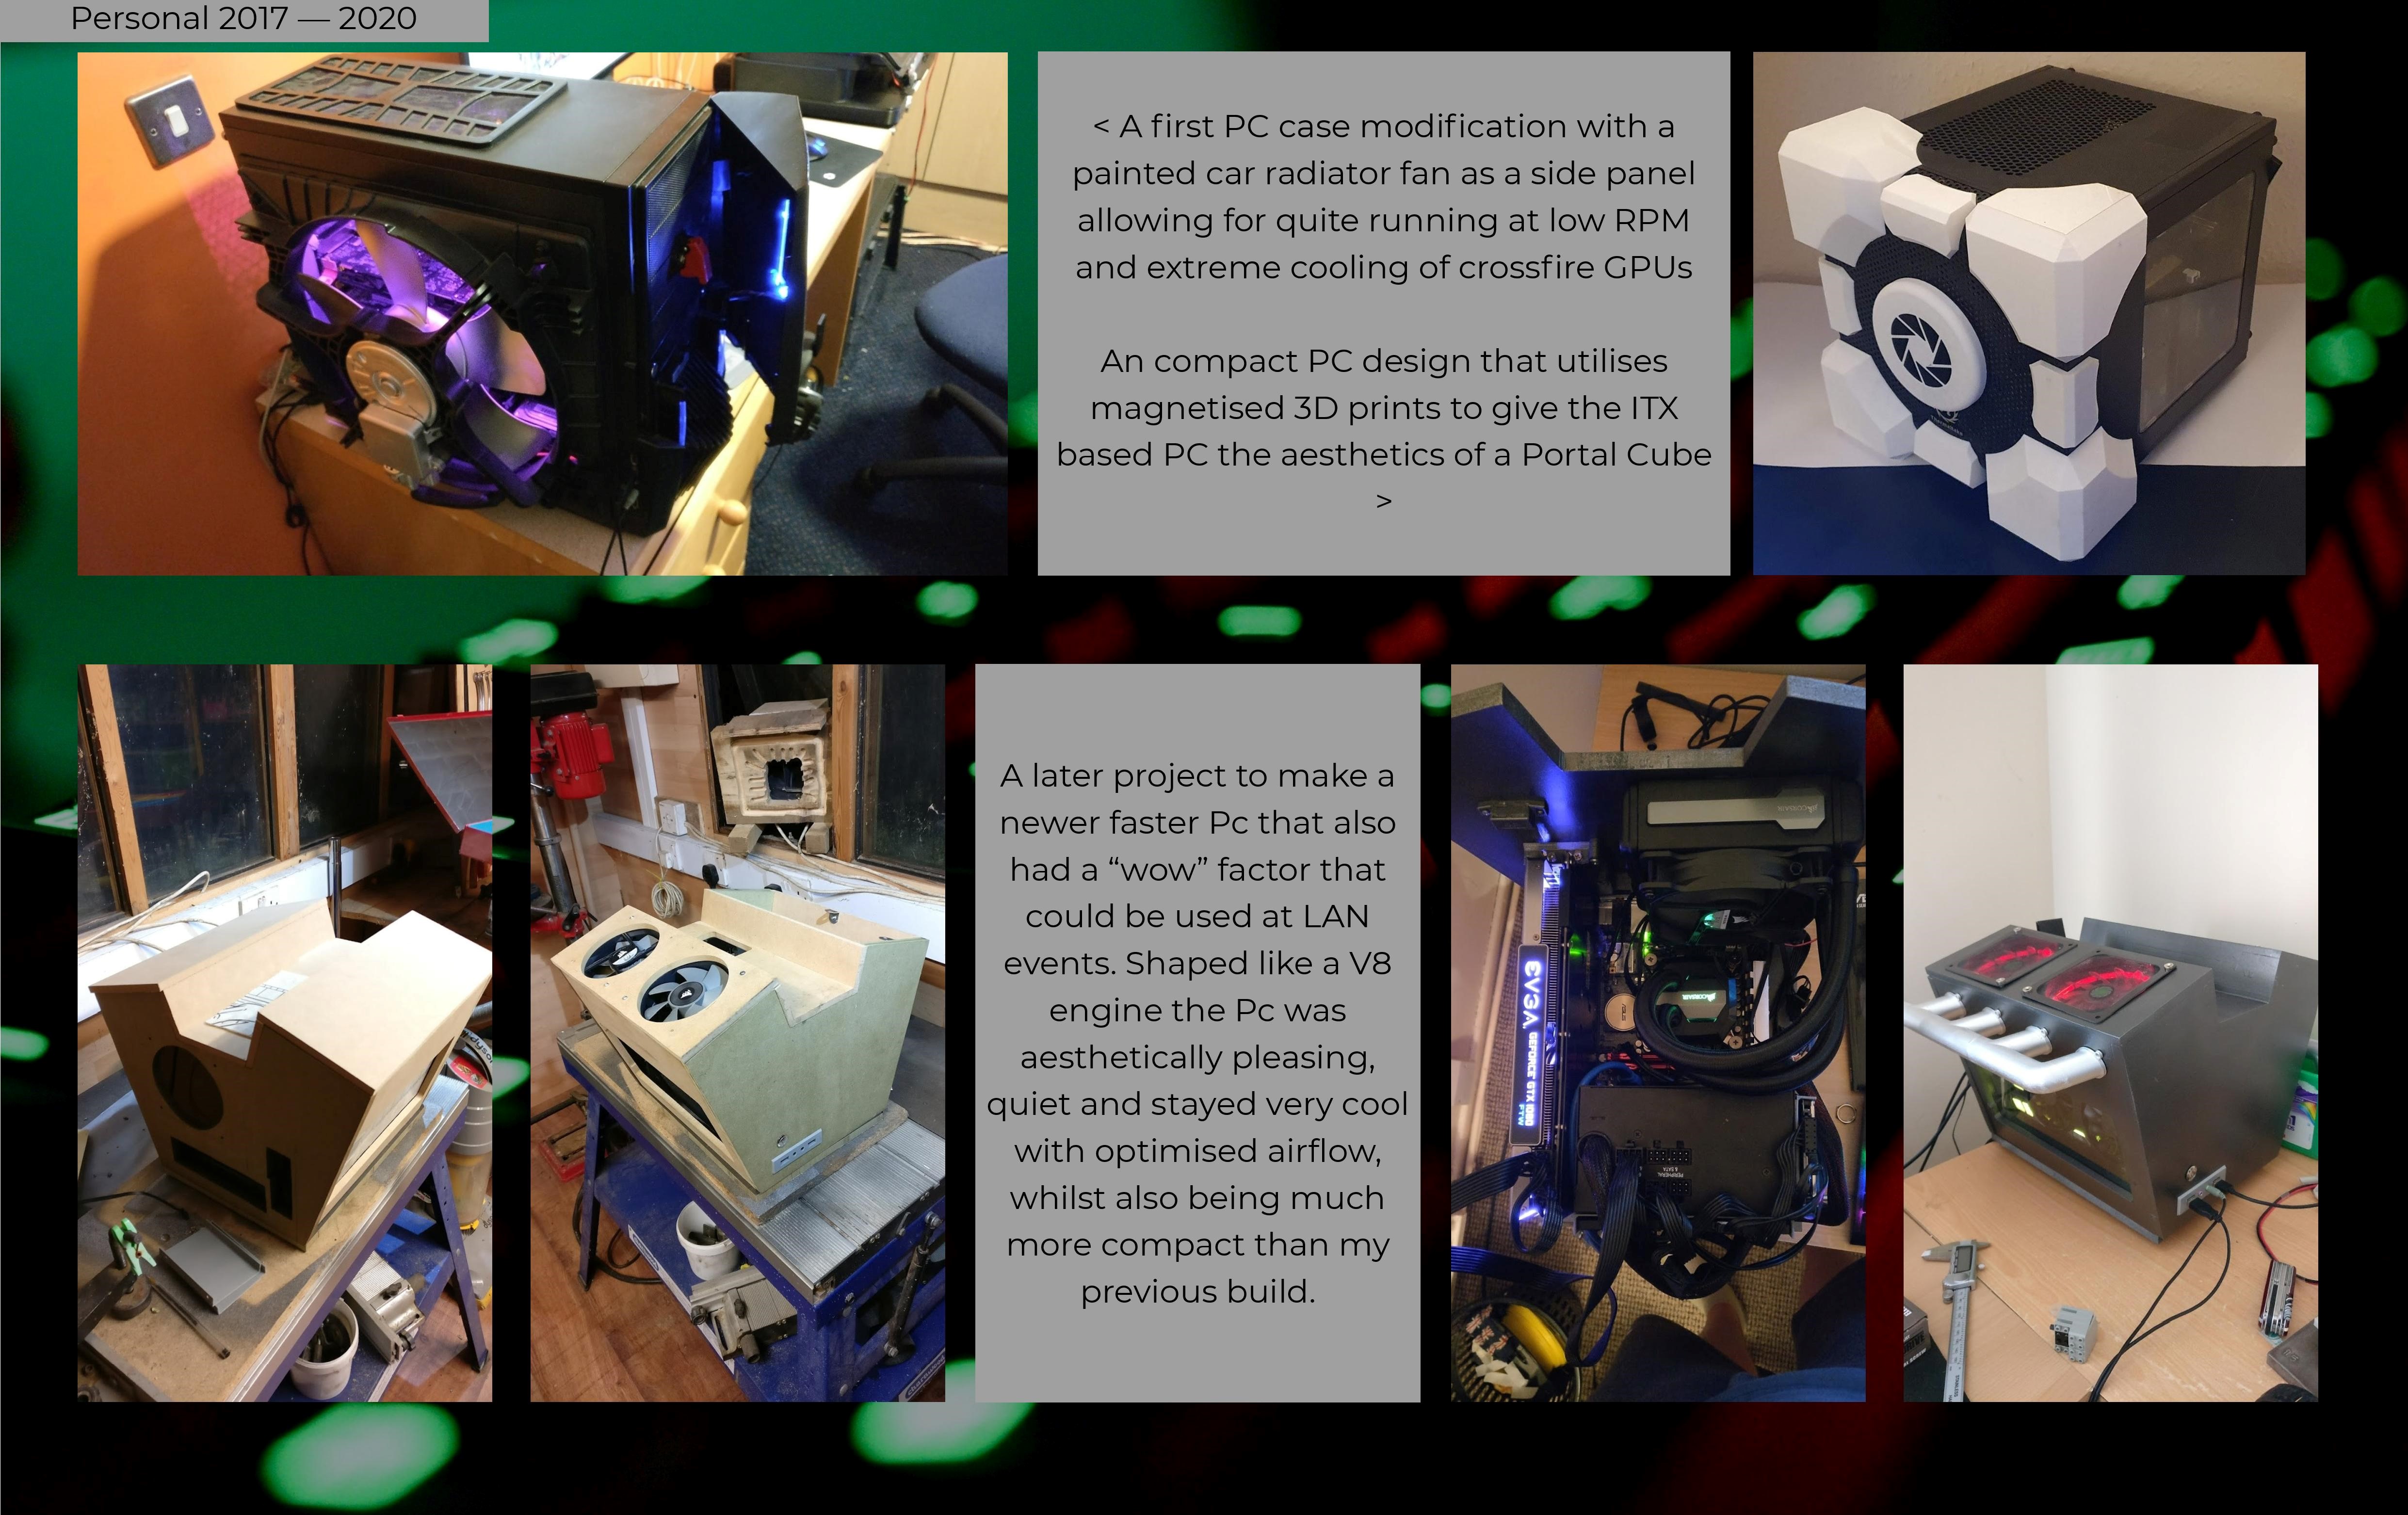 Personal 2017 — 2020
< A first PC case modification with a
painted car radiator fan as a side panel
allowing for quite running at low RPM
and extreme cooling of crossfire GPUs
An compact PC design that utilises
magnetised 3D prints to give the ITX
based PC the aesthetics of a Portal Cube
>
A later project to make a
newer faster Pc that also
had a “wow” factor that
could be used at LAN
events. Shaped like a V8
engine the Pc was
aesthetically pleasing,
quiet and stayed very cool
with optimised airflow,
whilst also being much
more compact than my
previous build.
CORSAIR
CORSAIR
EVGA GEFORCE GTX 1080
FTW
PERIPHERAL
& SATA
dyson